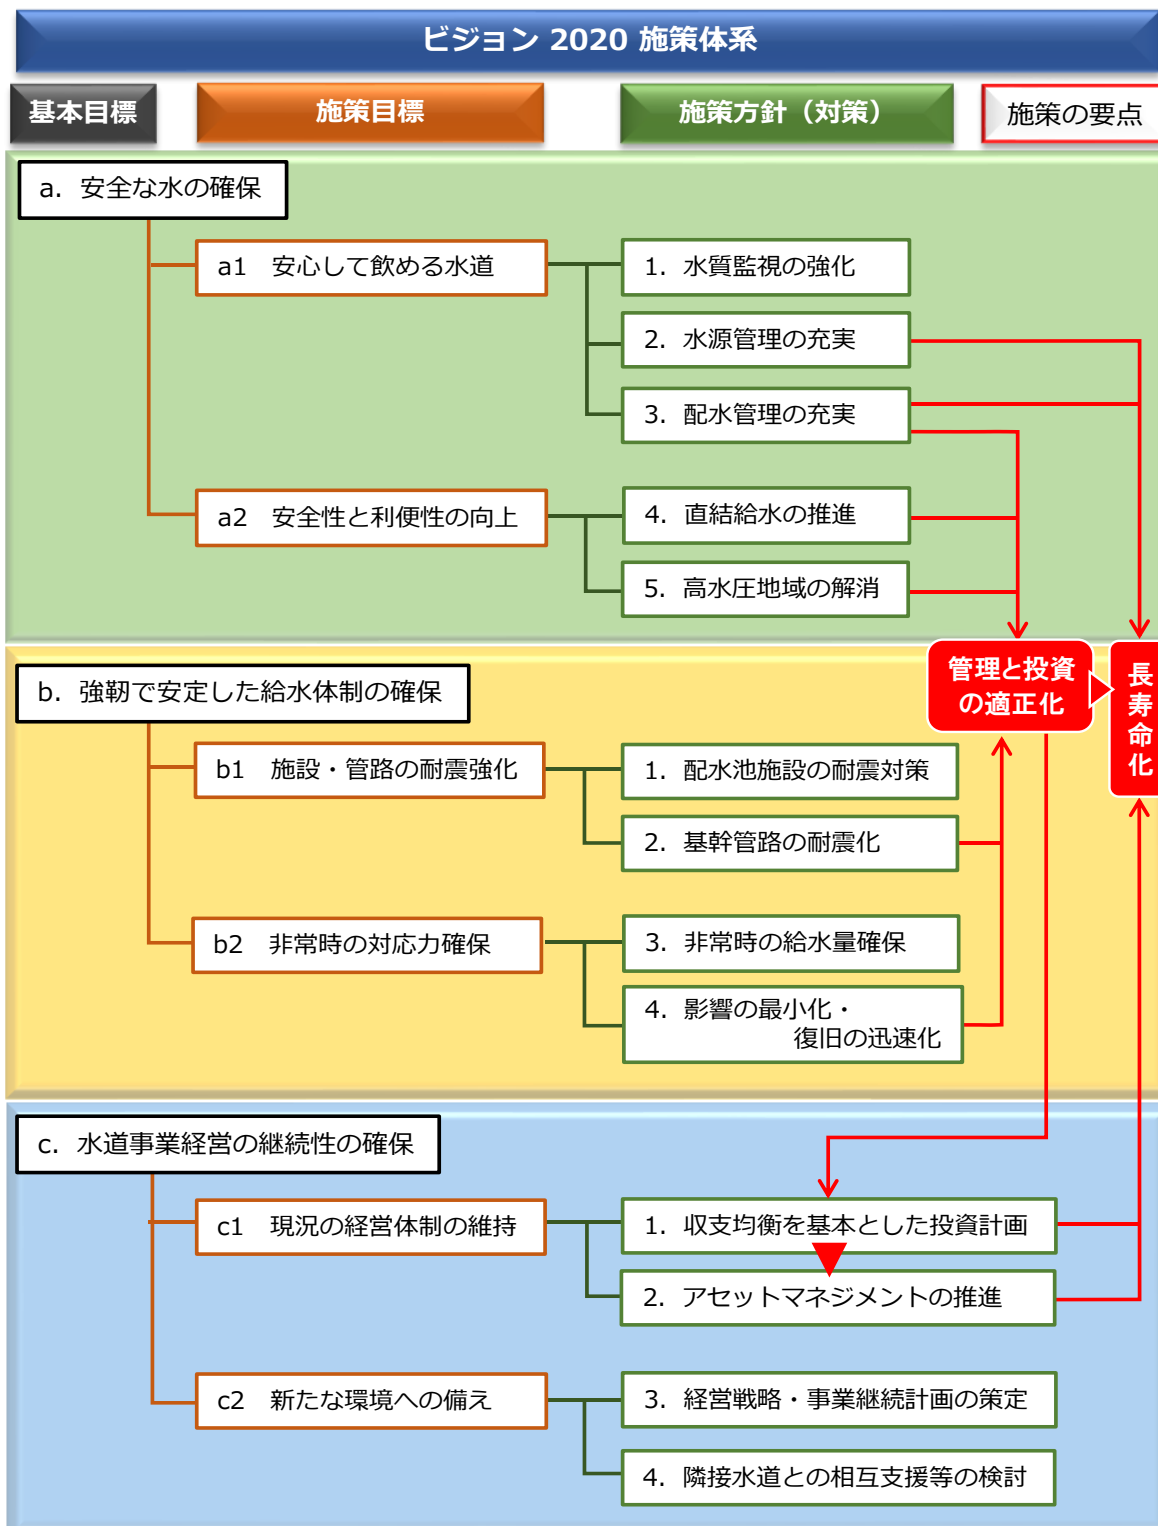 ビジョン 2020 施策体系
基本目標
施策目標
施策方針（対策）
施策の要点
a. 安全な水の確保
a1 安心して飲める水道
1. 水質監視の強化
2. 水源管理の充実
3. 配水管理の充実
a2 安全性と利便性の向上
4. 直結給水の推進
5. 高水圧地域の解消
管理と投資
の適正化
長寿命化
b. 強靭で安定した給水体制の確保
b1 施設・管路の耐震強化
1. 配水池施設の耐震対策
2. 基幹管路の耐震化
b2 非常時の対応力確保
3. 非常時の給水量確保
4. 影響の最小化・
復旧の迅速化
c. 水道事業経営の継続性の確保
c1 現況の経営体制の維持
1. 収支均衡を基本とした投資計画
2. アセットマネジメントの推進
c2 新たな環境への備え
3. 経営戦略・事業継続計画の策定
4. 隣接水道との相互支援等の検討